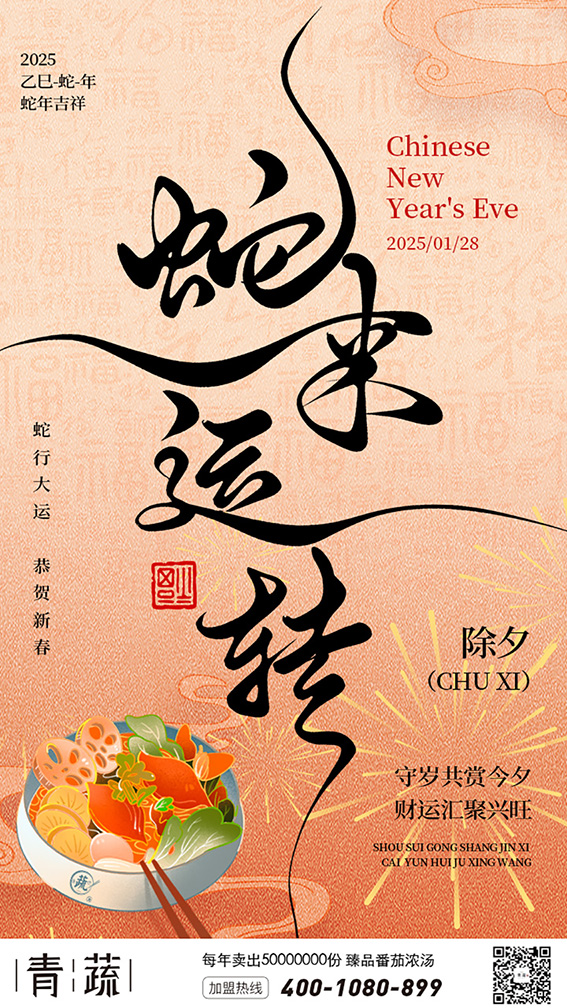 2025
乙巳-蛇-年
蛇年吉祥
Chinese
New
Year's Eve
2025/01/28
蛇来运转
蛇行大运 恭贺新春
除夕
(CHU XI)
守岁共赏今夕
财运汇聚兴旺
SHOU SUI GONG SHANG JIN XI
CAI YUN HUI JU XING WANG
蔬
青蔬
每年卖出50000000份 臻品番茄浓汤
加盟热线 400-1080-899